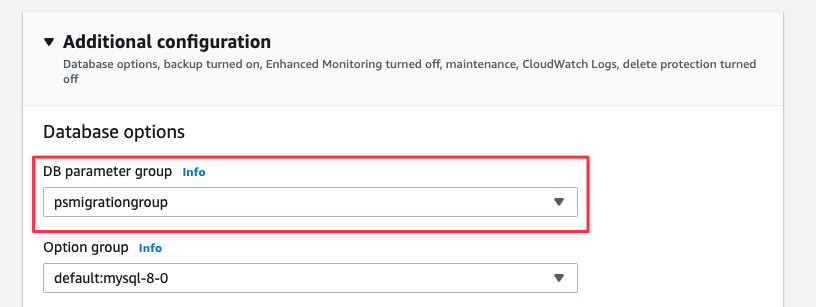 Additional configuration
Database options, backup turned on, Enhanced Monitoring turned off, maintenance, CloudWatch Logs, delete protection turned
off
Database options
DB parameter group Info
psmigrationgroup
Option group Info
default:mysql-8-0